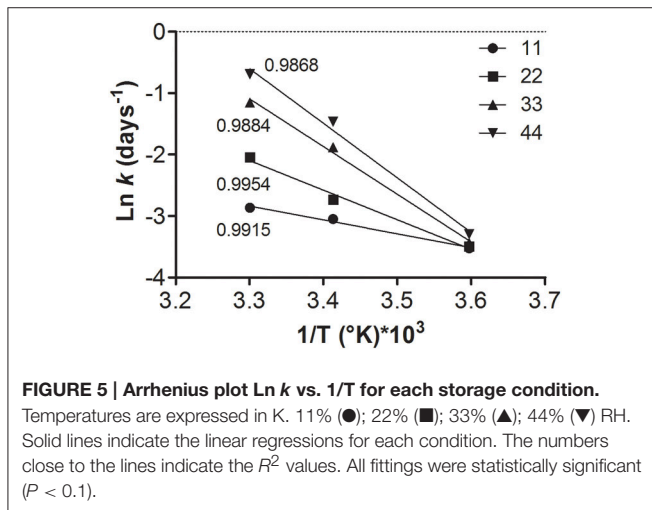 0
-1
-2
-3
-4
Ln k (days⁻¹)
0.9868
0.9884
0.9954
0.9915
11
22
33
44
3.2 3.3 3.4 3.5 3.6 3.7
1/T (°K)*10³
FIGURE 5 | Arrhenius plot Ln k vs. 1/T for each storage condition.
Temperatures are expressed in K. 11% (●); 22% (■); 33% (▲); 44% (▼) RH.
Solid lines indicate the linear regressions for each condition. The numbers
close to the lines indicate the R² values. All fittings were statistically significant
(P < 0.1).